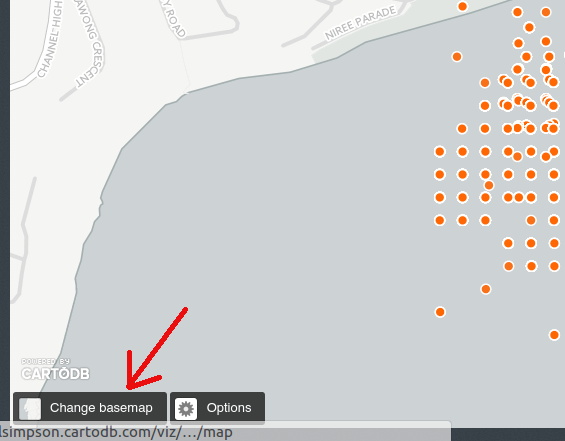 CHANNEL HIGH
AWONG CRESCENT
Y ROAD
NIREE PARADE
POWERED BY
CARTODB
Change basemap
Options
lsimpson.cartodb.com/viz/.../map